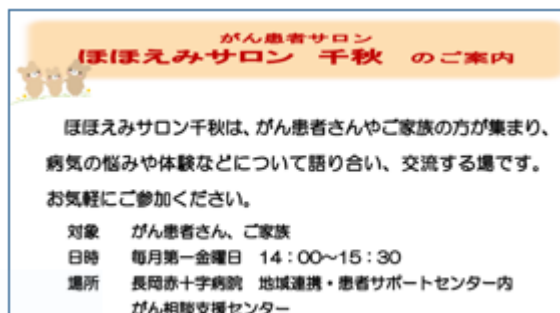 がん患者サロン
ほほえみサロン 千秋 のご案内
ほほえみサロン千秋は、がん患者さんやご家族の方が集まり、
病気の悩みや体験などについて語り合い、交流する場です。
お気軽にご参加ください。
対象 がん患者さん、ご家族
日時 毎月第一金曜日 14:00～15:30
場所 長岡赤十字病院 地域連携・患者サポートセンター内
がん相談支援センター